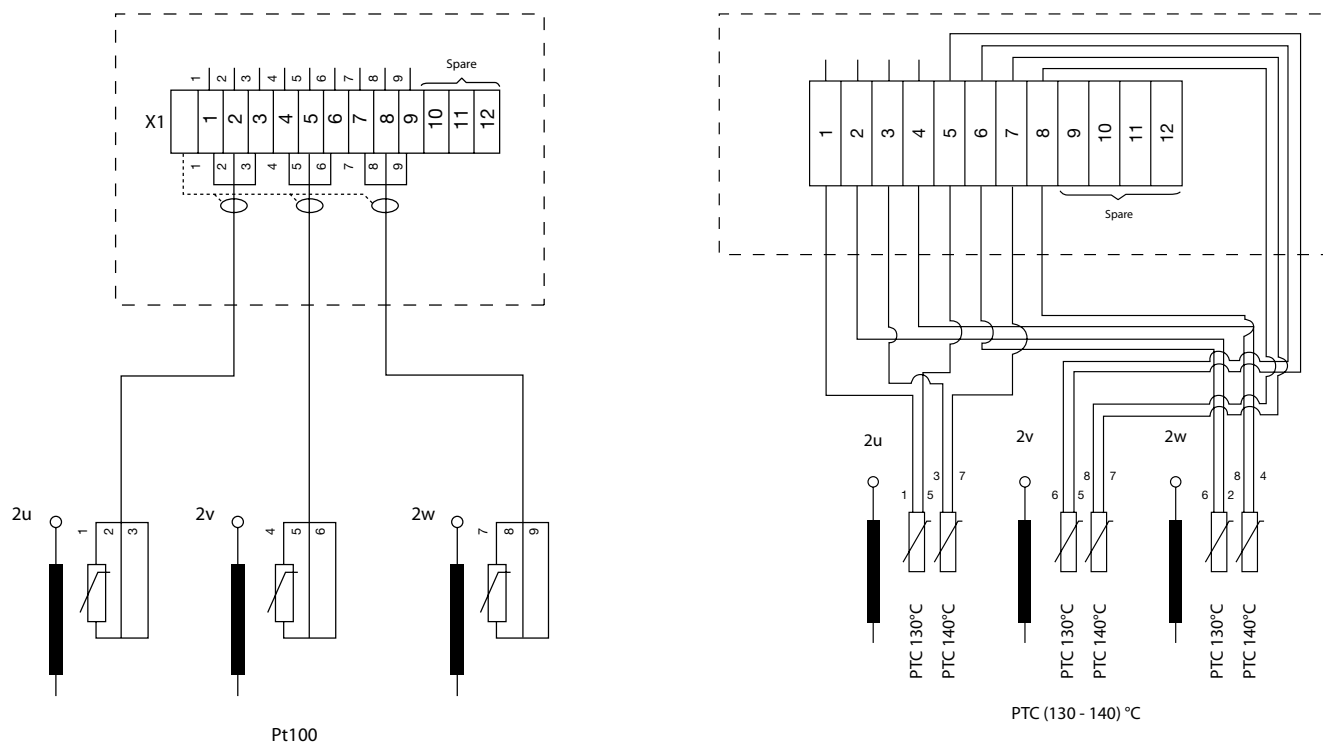 Spare
1 2 3 4 5 6 7 8 9
X1
1 2 3 4 5 6 7 8 9 10 11 12
1 2 3 4 5 6 7 8 9
2u
1 2 3
2v
4 5 6
2w
7 8 9
Pt100
1 2 3 4 5 6 7 8 9 10 11 12
Spare
2u
1 5 3 7
2v
6 5 8 7
2w
6 2 8 4
PTC 130°C
PTC 140°C
PTC 130°C
PTC 140°C
PTC 130°C
PTC 140°C
PTC (130 - 140) °C